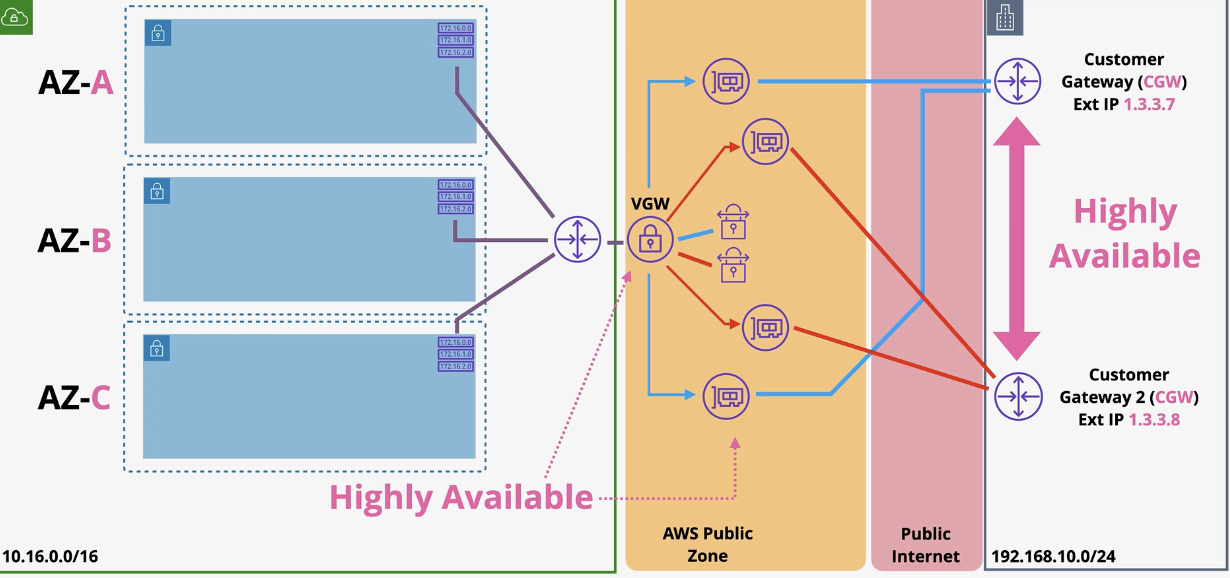 AZ-A
172.16.0.0
172.16.1.0
172.16.2.0
AZ-B
172.16.0.0
172.16.1.0
172.16.2.0
AZ-C
172.16.0.0
172.16.1.0
172.16.2.0
10.16.0.0/16
Highly Available
VGW
AWS Public
Zone
Public
Internet
Customer
Gateway (CGW)
Ext IP 1.3.3.7
Highly
Available
Customer
Gateway 2 (CGW)
Ext IP 1.3.3.8
192.168.10.0/24